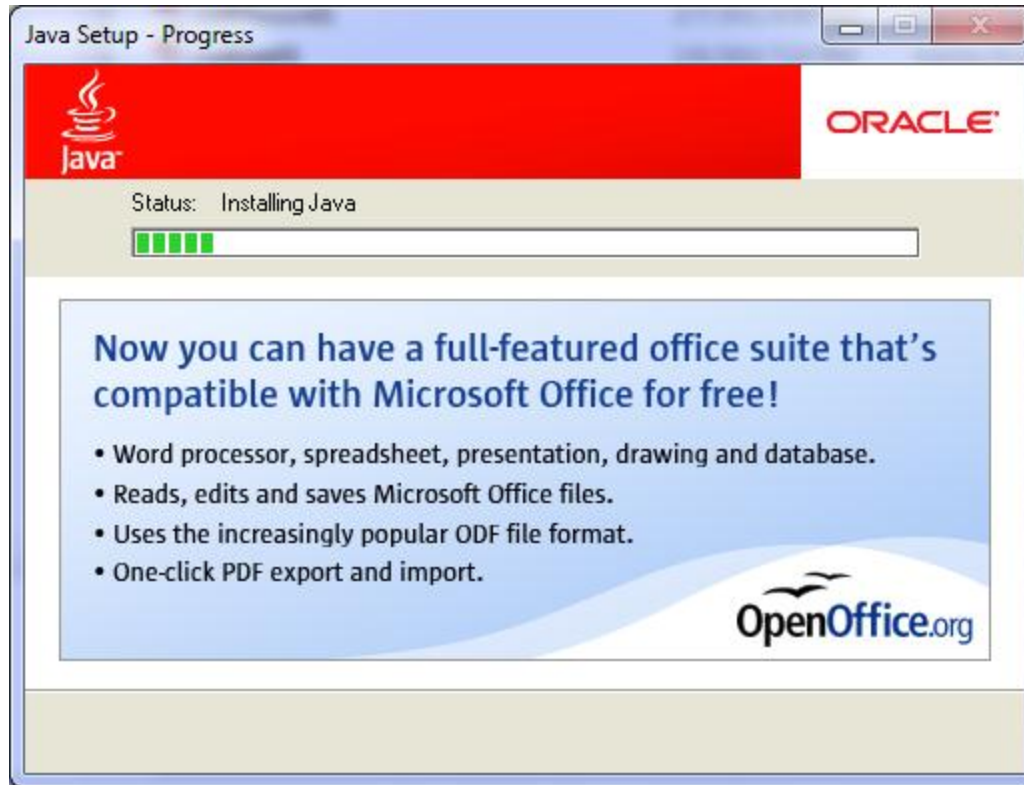 Java Setup - Progress
Java™
ORACLE®
Status: Installing Java
Now you can have a full-featured office suite that's
compatible with Microsoft Office for free!
• Word processor, spreadsheet, presentation, drawing and database.
• Reads, edits and saves Microsoft Office files.
• Uses the increasingly popular ODF file format.
• One-click PDF export and import.
OpenOffice.org